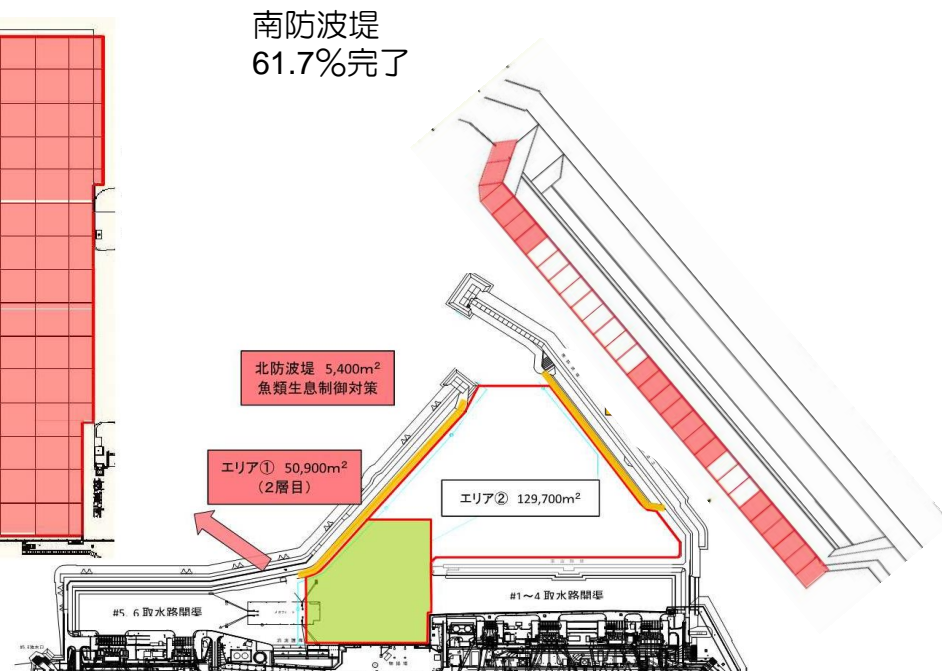 南防波堤
61.7%完了
北防波堤 5,400m²
魚類生息制御対策
エリア① 50,900m²
(2層目)
エリア② 129,700m²
#5、6 取水路開渠
#1～4 取水路開渠